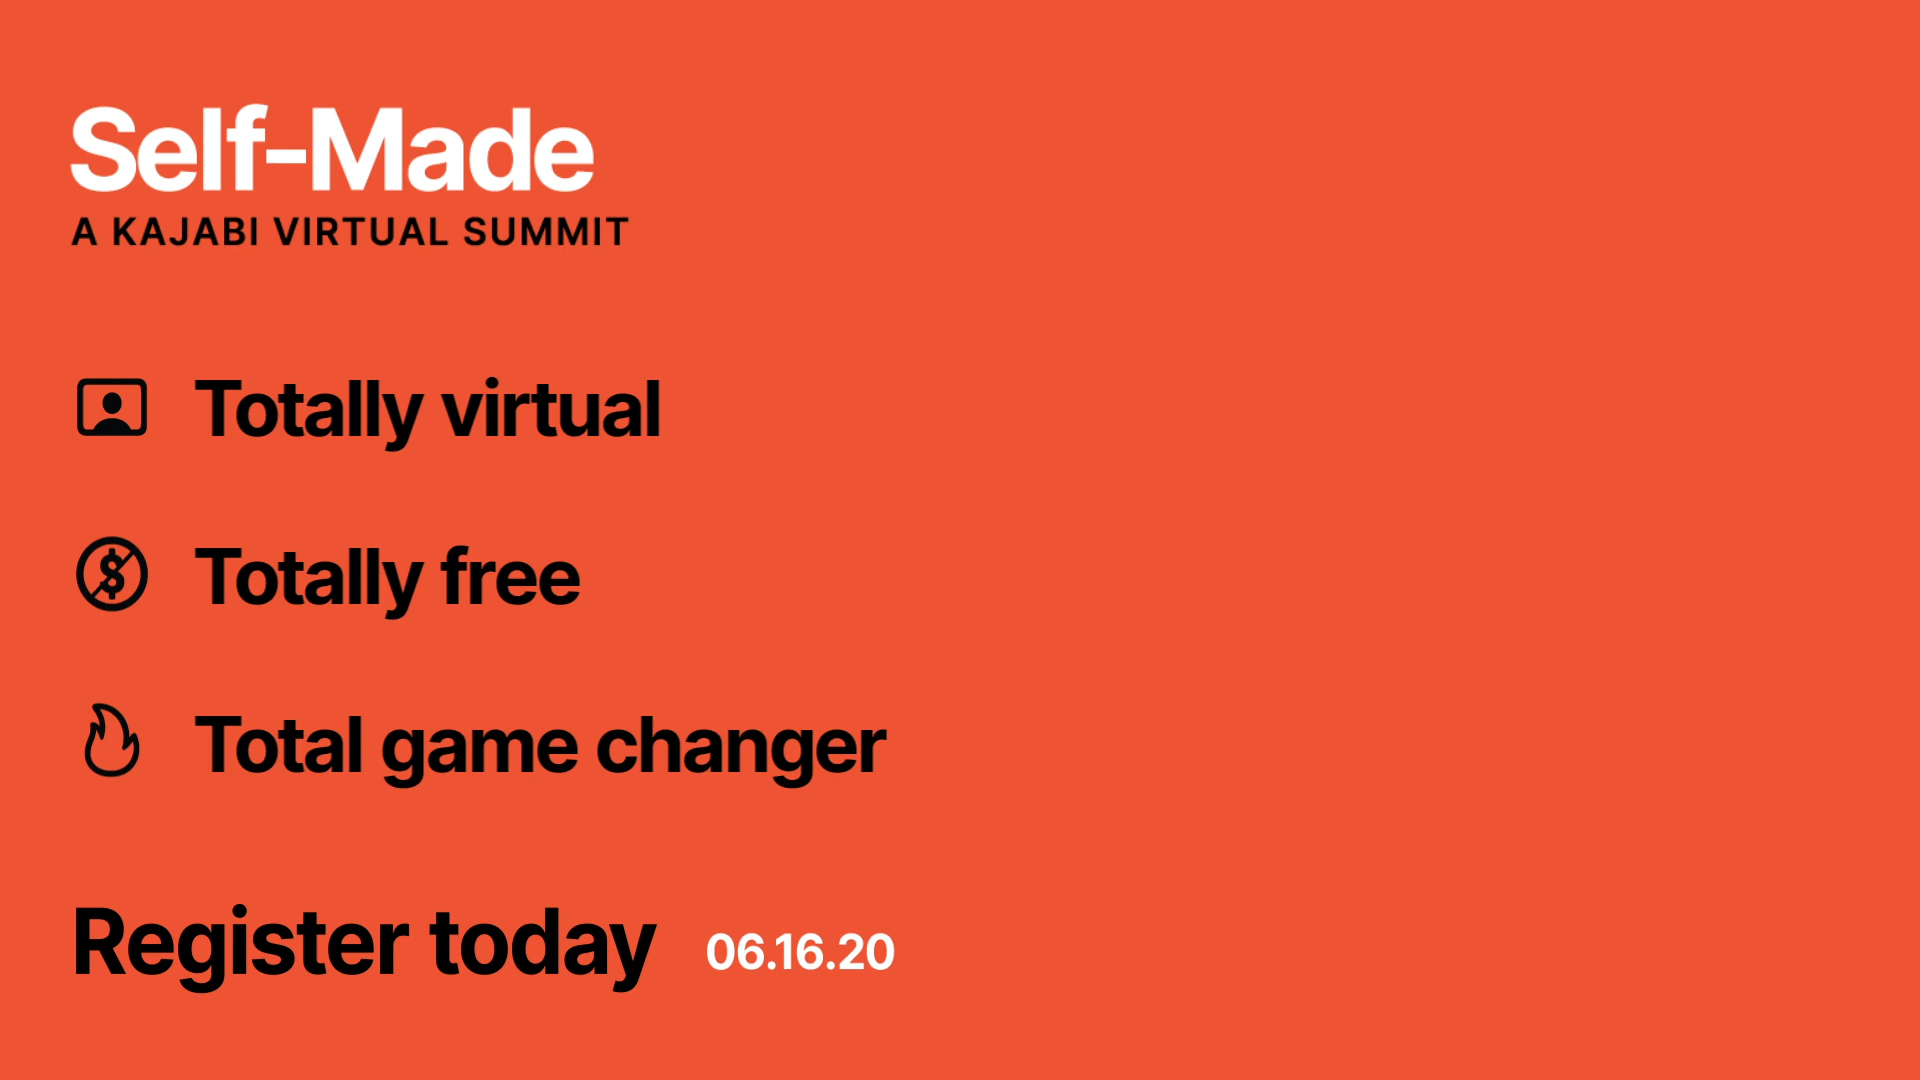 Self-Made
A KAJABI VIRTUAL SUMMIT
Totally virtual
Totally free
Total game changer
Register today 06.16.20